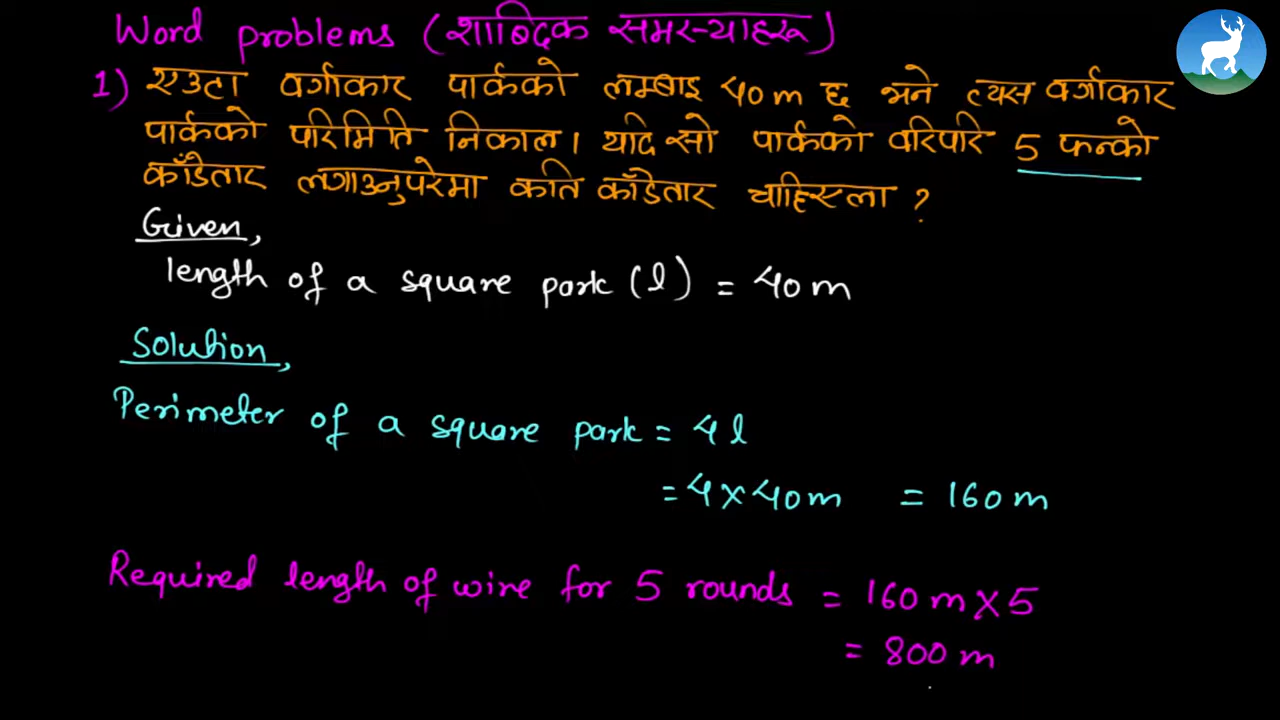 Word problems (शाब्दिक समस्याहरू)
1) एउटा वर्गाकार पार्कको लम्बाइ 40 m छ भने त्यस वर्गाकार
पार्कको परिमिति निकाल। यदि सो पार्कको वरिपरि 5 फन्को
काँडेतार लगाउनुपरेमा कति काँडेतार चाहिएला ?
Given,
length of a square park (l) = 40 m
Solution,
Perimeter of a square park = 4 l
= 4 × 40 m = 160 m
Required length of wire for 5 rounds = 160 m × 5
= 800 m